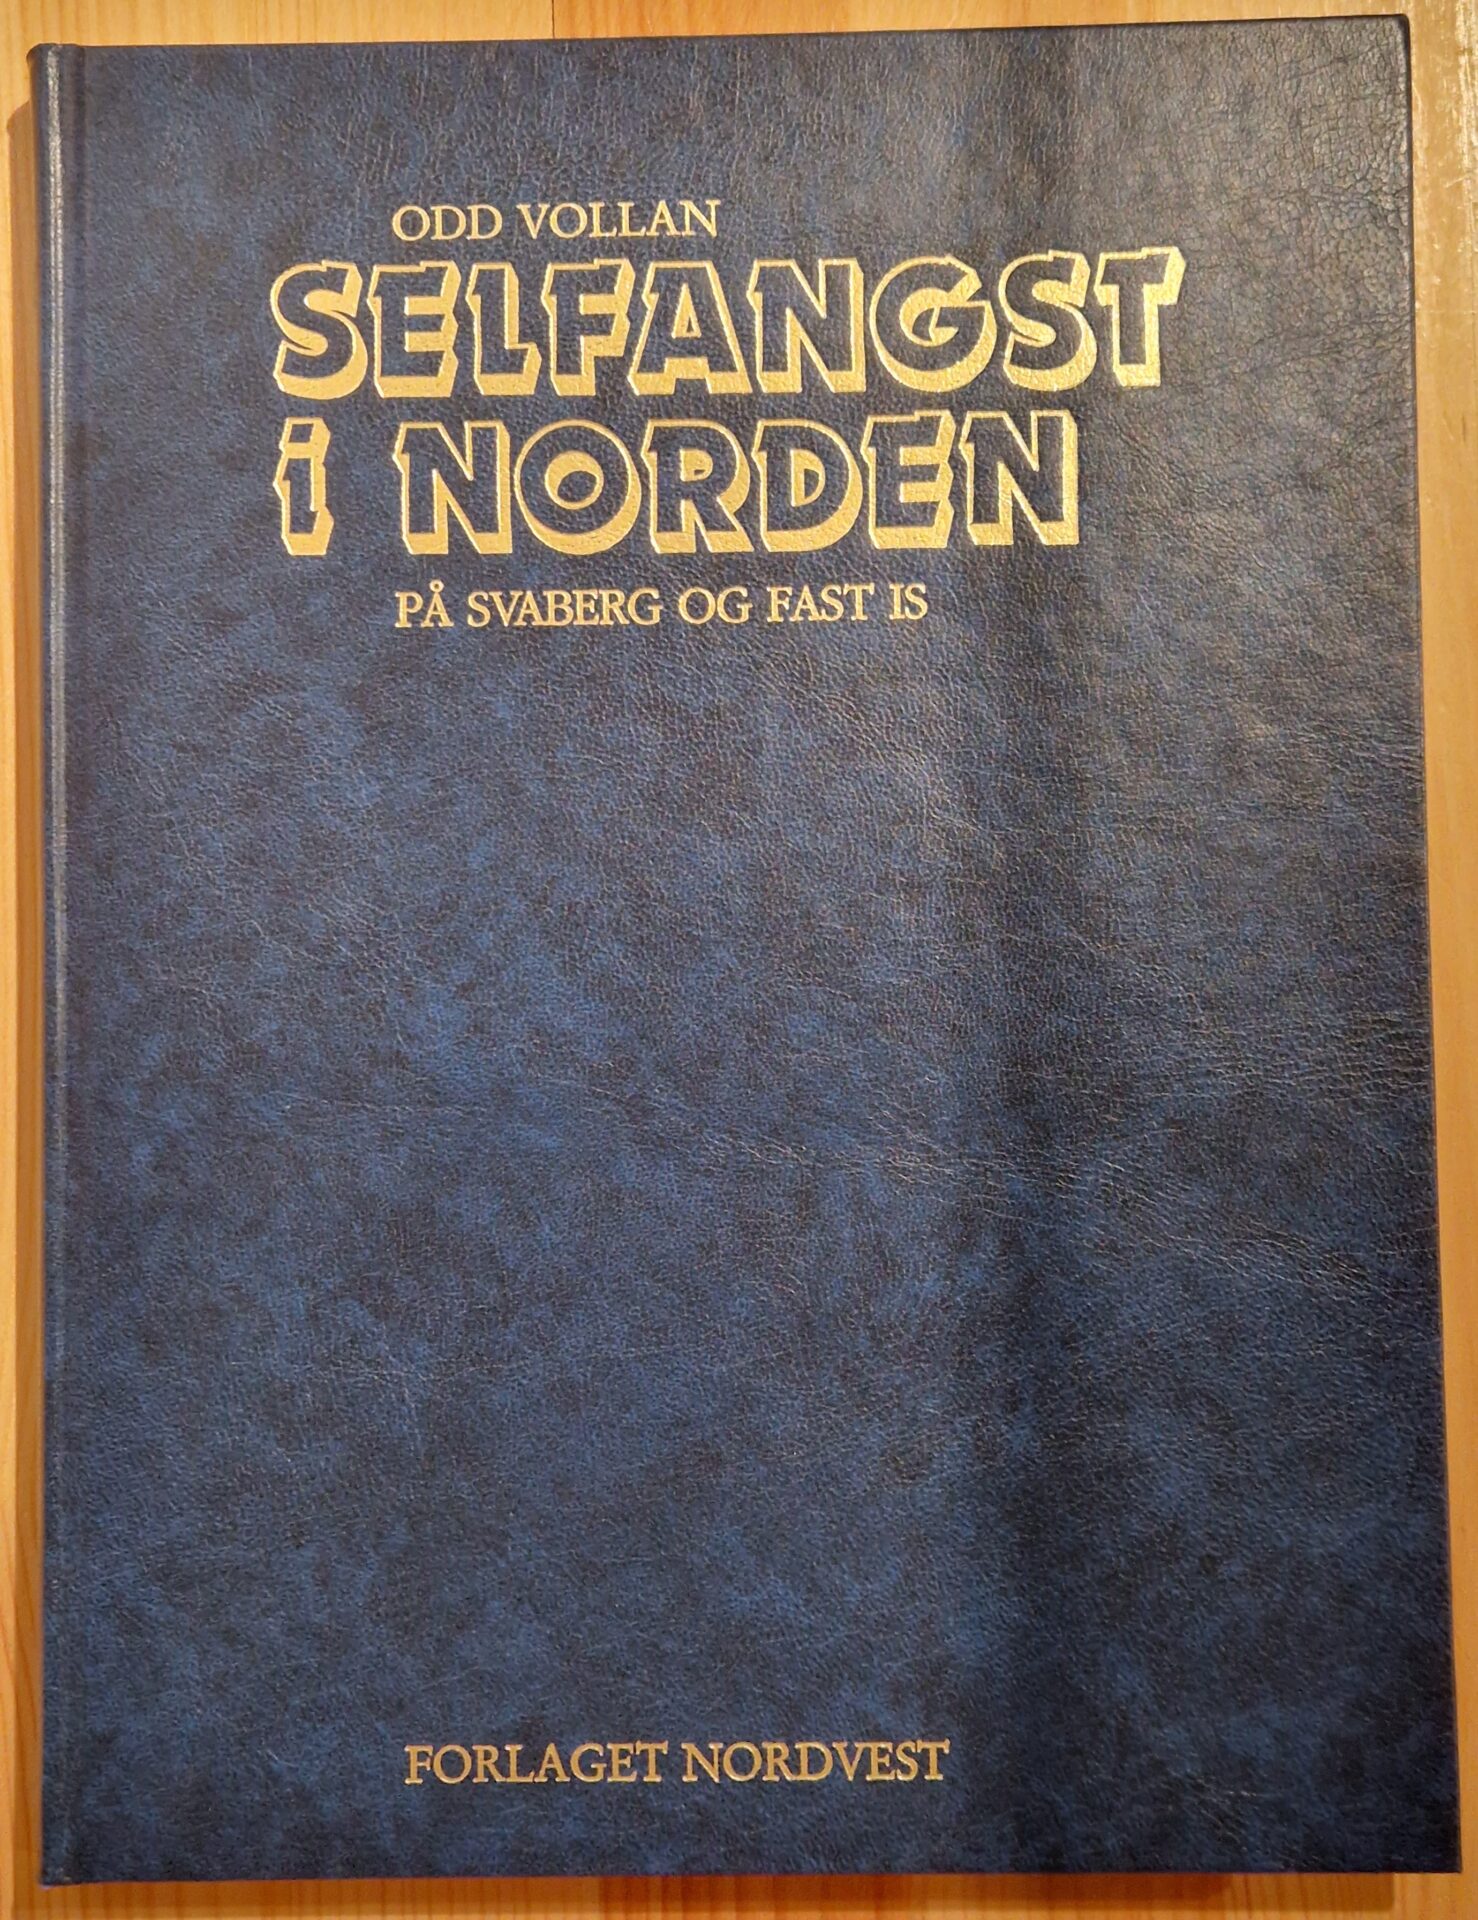 ODD VOLLAN
SELFANGST
i NORDEN
PÅ SVABERG OG FAST IS
FORLAGET NORDVEST